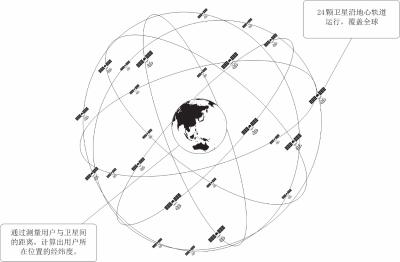 24颗卫星沿地心轨道
运行，覆盖全球
通过测量用户与卫星间
的距离，计算出用户所
在位置的经纬度。